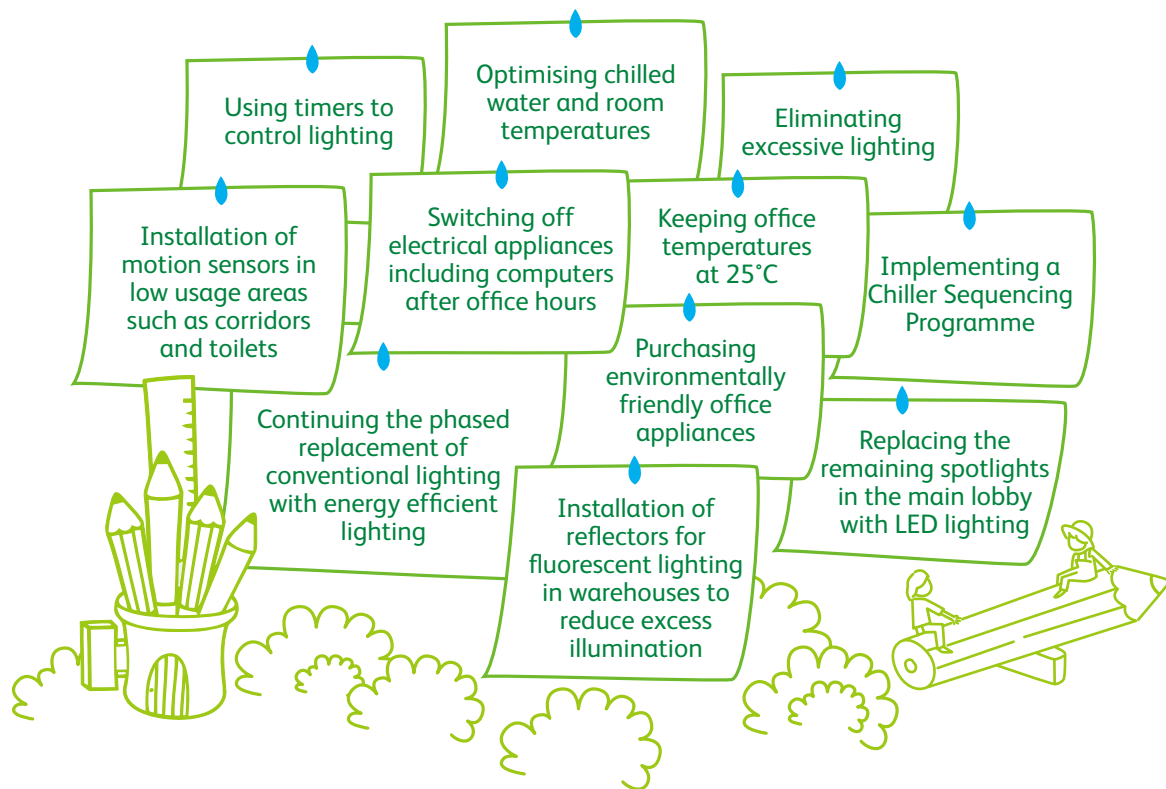 Using timers to
control lighting
Optimising chilled
water and room
temperatures
Eliminating
excessive lighting
Installation of
motion sensors in
low usage areas
such as corridors
and toilets
Switching off
electrical appliances
including computers
after office hours
Keeping office
temperatures
at 25˚C
Implementing a
Chiller Sequencing
Programme
Continuing the phased
replacement of
conventional lighting
with energy efficient
lighting
Purchasing
environmentally
friendly office
appliances
Replacing the
remaining spotlights
in the main lobby
with LED lighting
Installation of
reflectors for
fluorescent lighting
in warehouses to
reduce excess
illumination